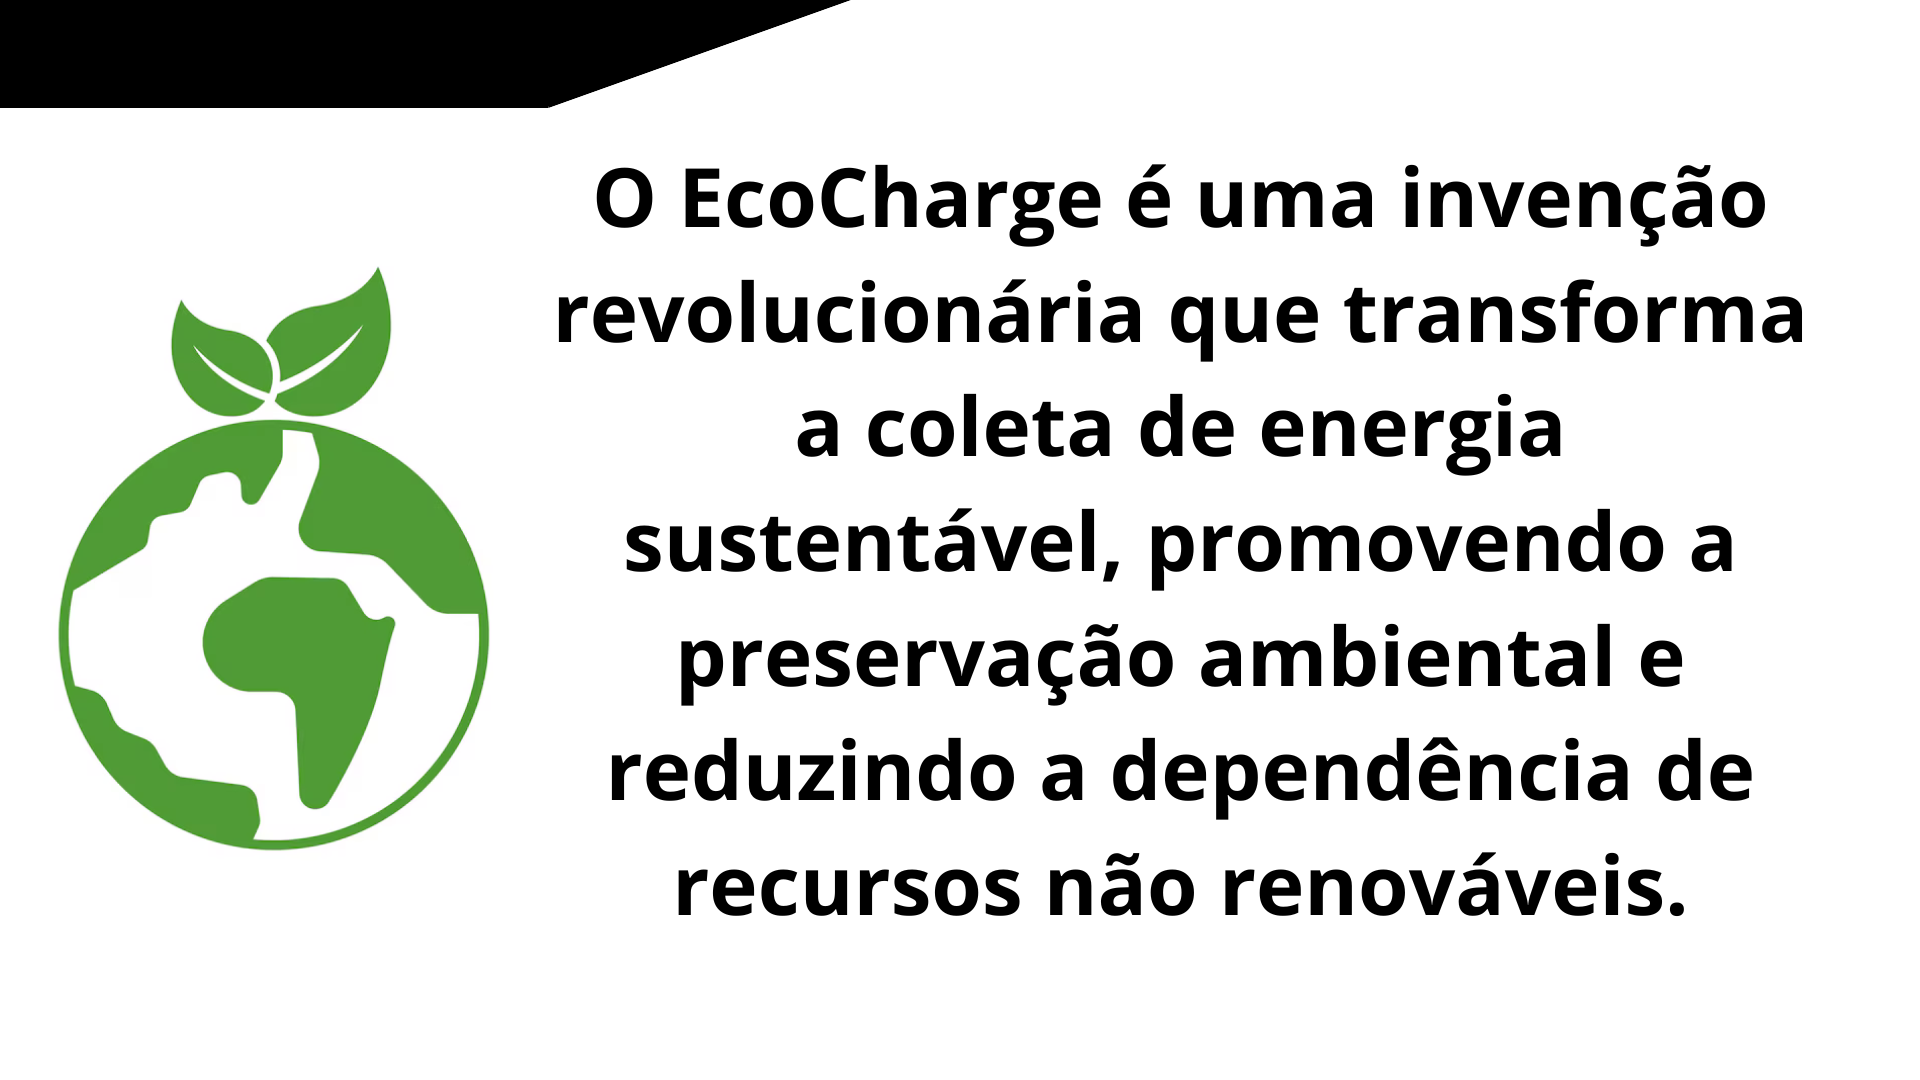 O EcoCharge é uma invenção
revolucionária que transforma
a coleta de energia
sustentável, promovendo a
preservação ambiental e
reduzindo a dependência de
recursos não renováveis.